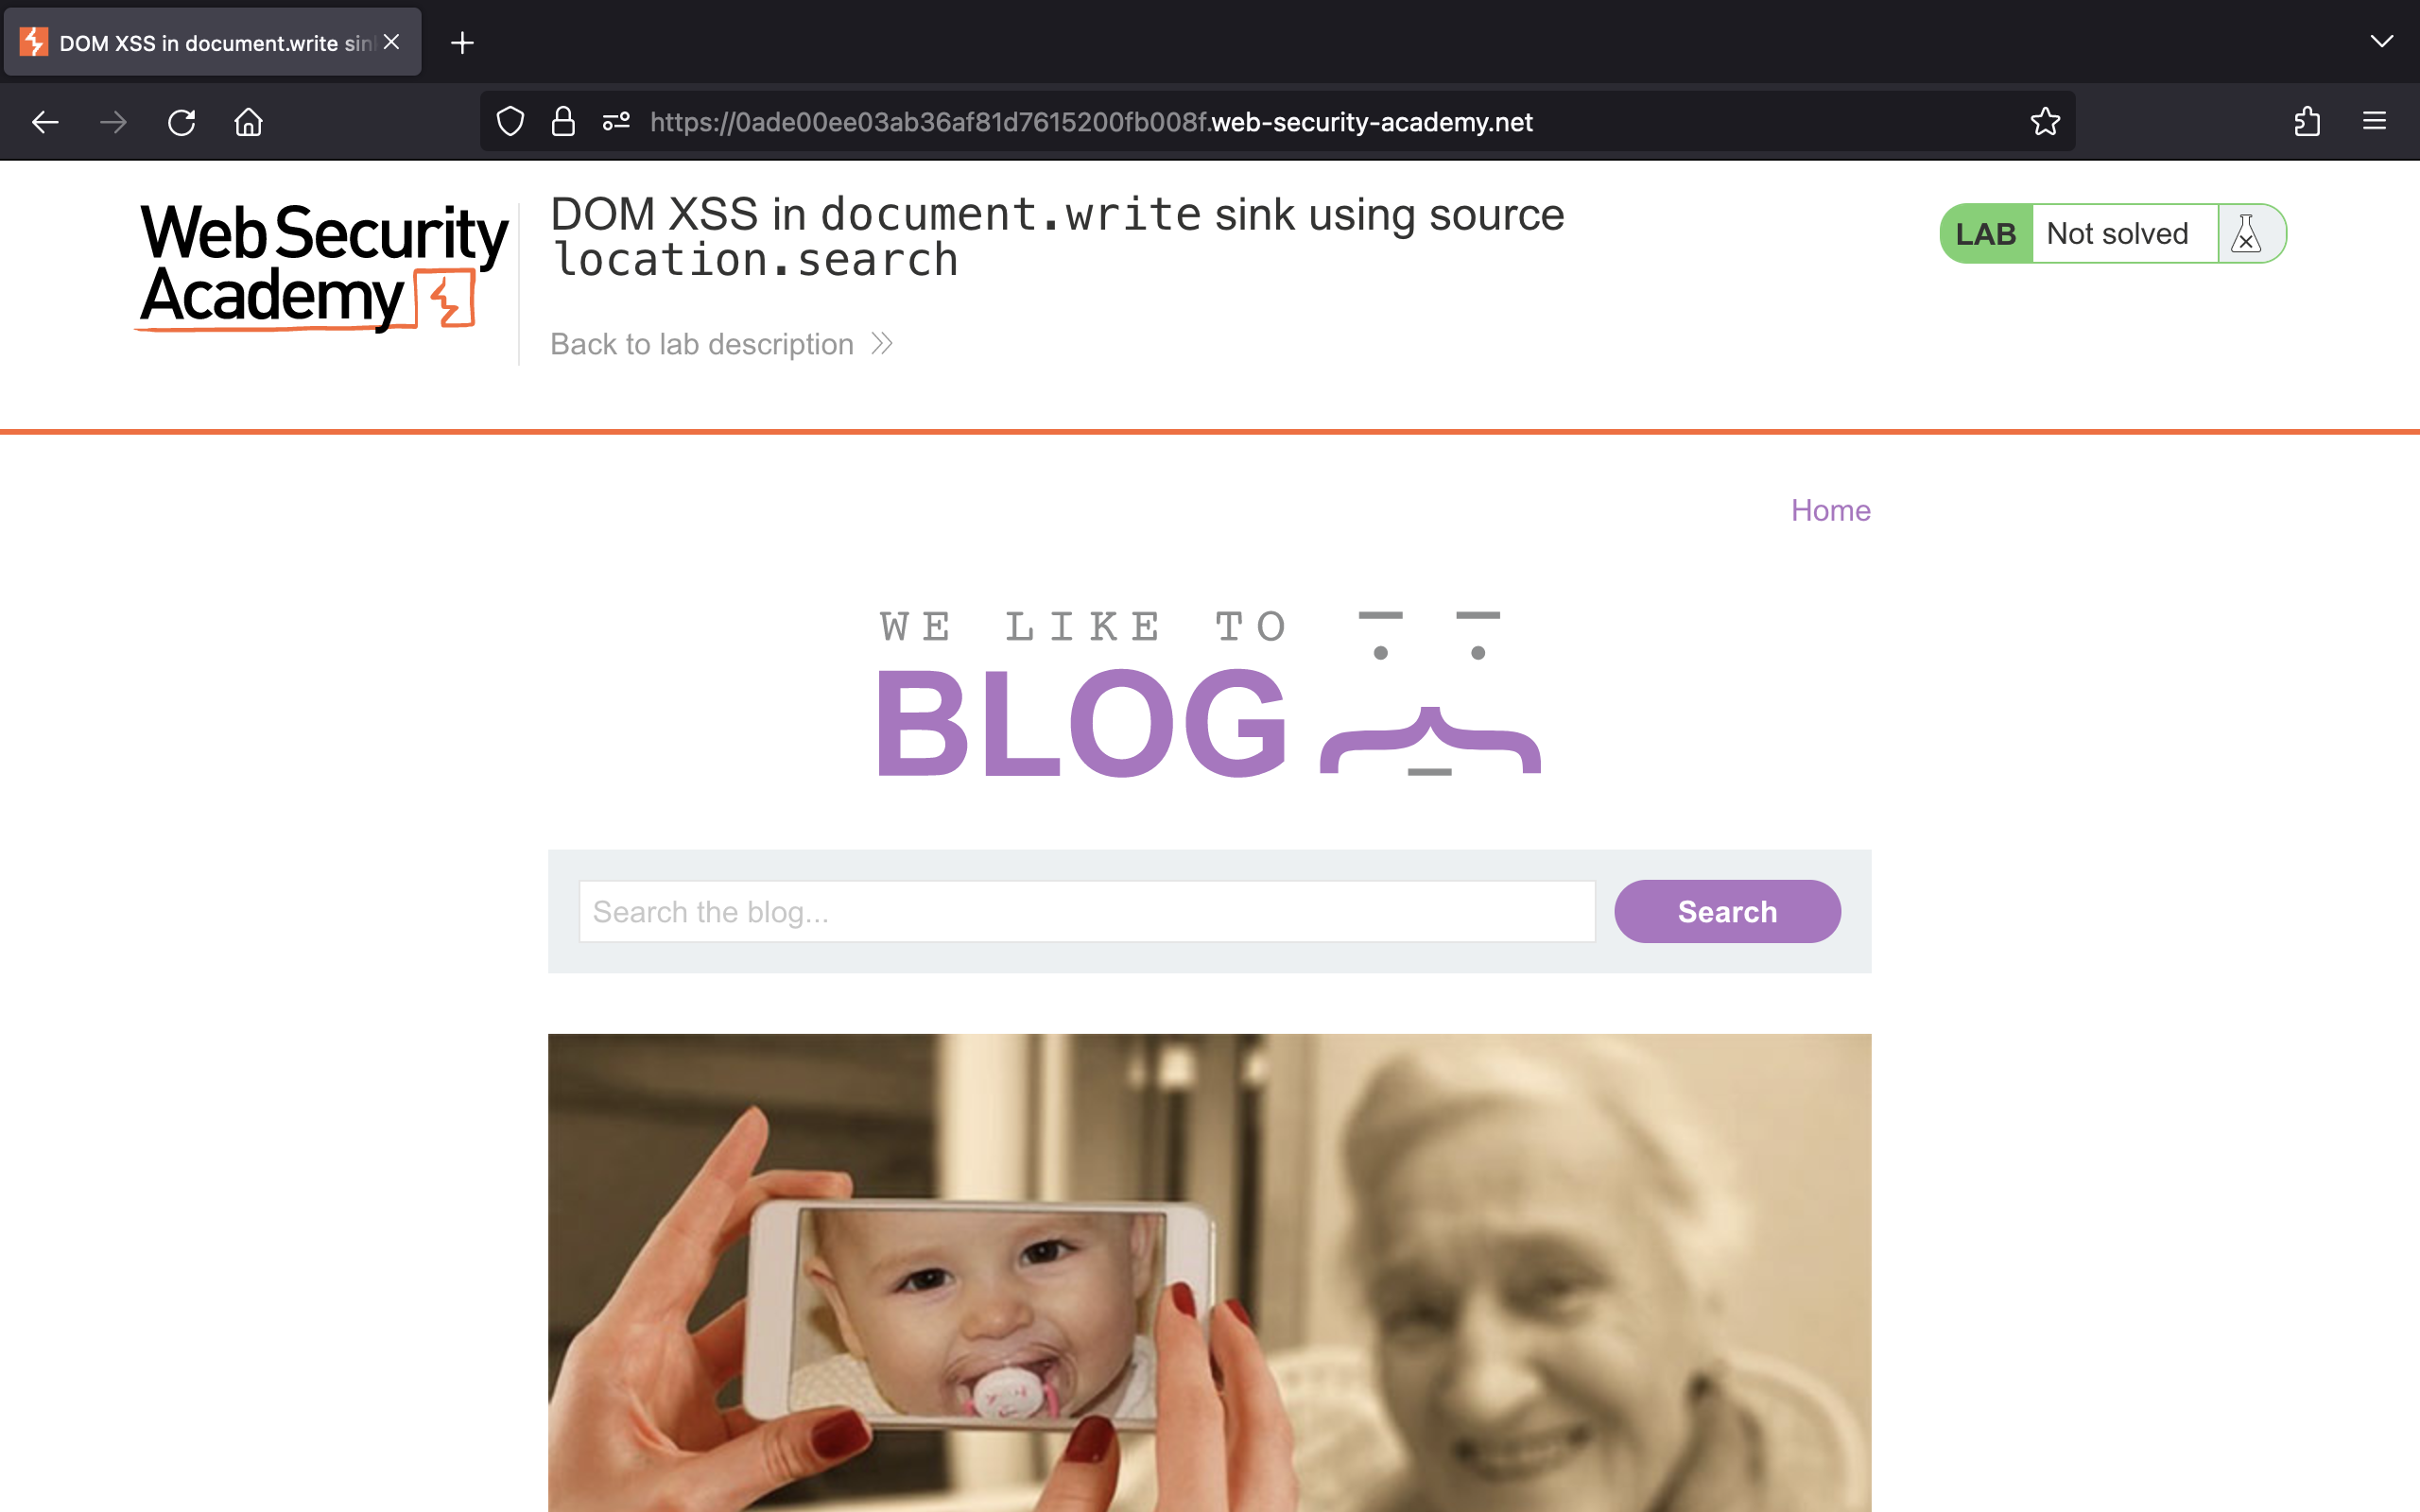 DOM XSS in document.write sin
https://0ade00ee03ab36af81d7615200fb008f.web-security-academy.net
Web Security
Academy
DOM XSS in document.write sink using source
location.search
Back to lab description
LAB Not solved
Home
WE LIKE TO
BLOG
Search the blog...
Search